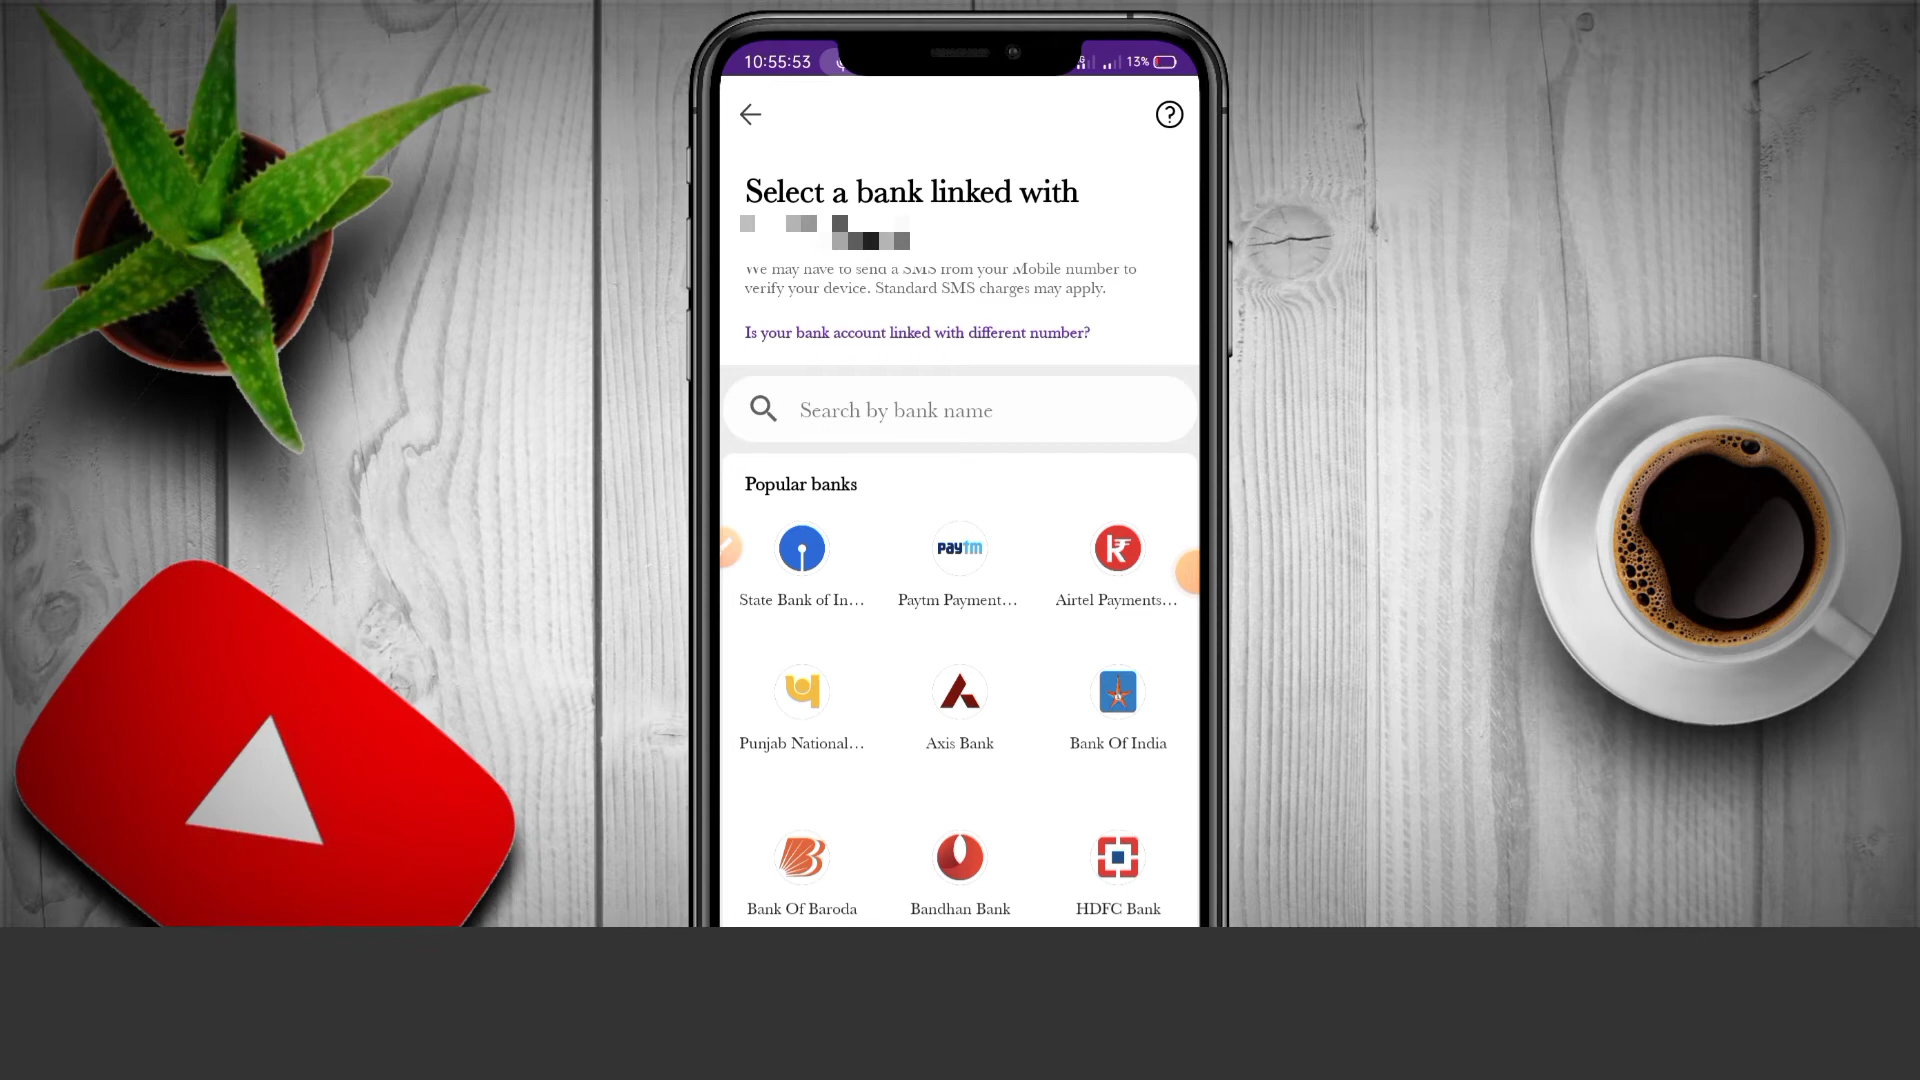 10:55:53
13%
Select a bank linked with
We may have to send a SMS from your Mobile number to
verify your device. Standard SMS charges may apply.
Is your bank account linked with different number?
Search by bank name
Popular banks
paytm
State Bank of In...
Paytm Payment...
Airtel Payments...
Punjab National...
Axis Bank
Bank Of India
Bank Of Baroda
Bandhan Bank
HDFC Bank